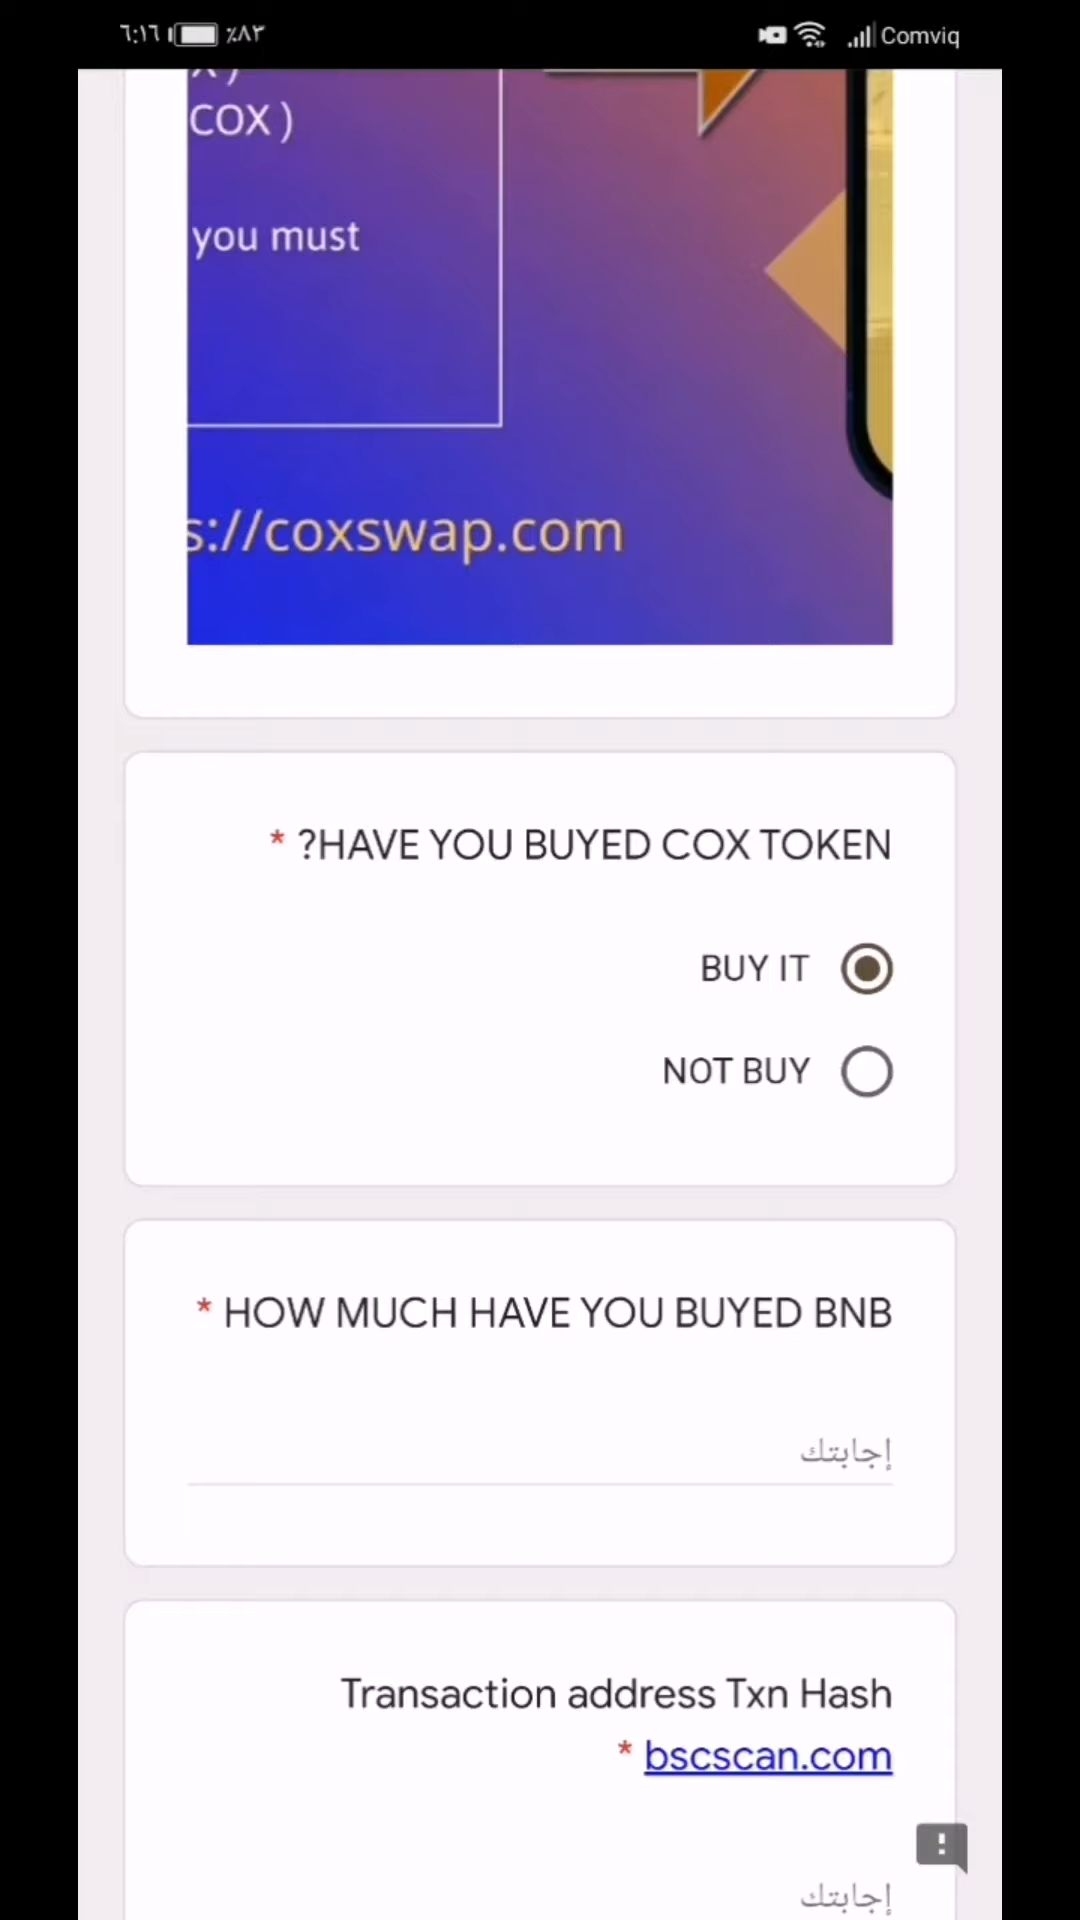 ٦:١٦ ٪٨٣ Comviq
COX )
you must
s://coxswap.com
* ?HAVE YOU BUYED COX TOKEN
BUY IT
NOT BUY
* HOW MUCH HAVE YOU BUYED BNB
إجابتك
Transaction address Txn Hash
* bscscan.com
إجابتك